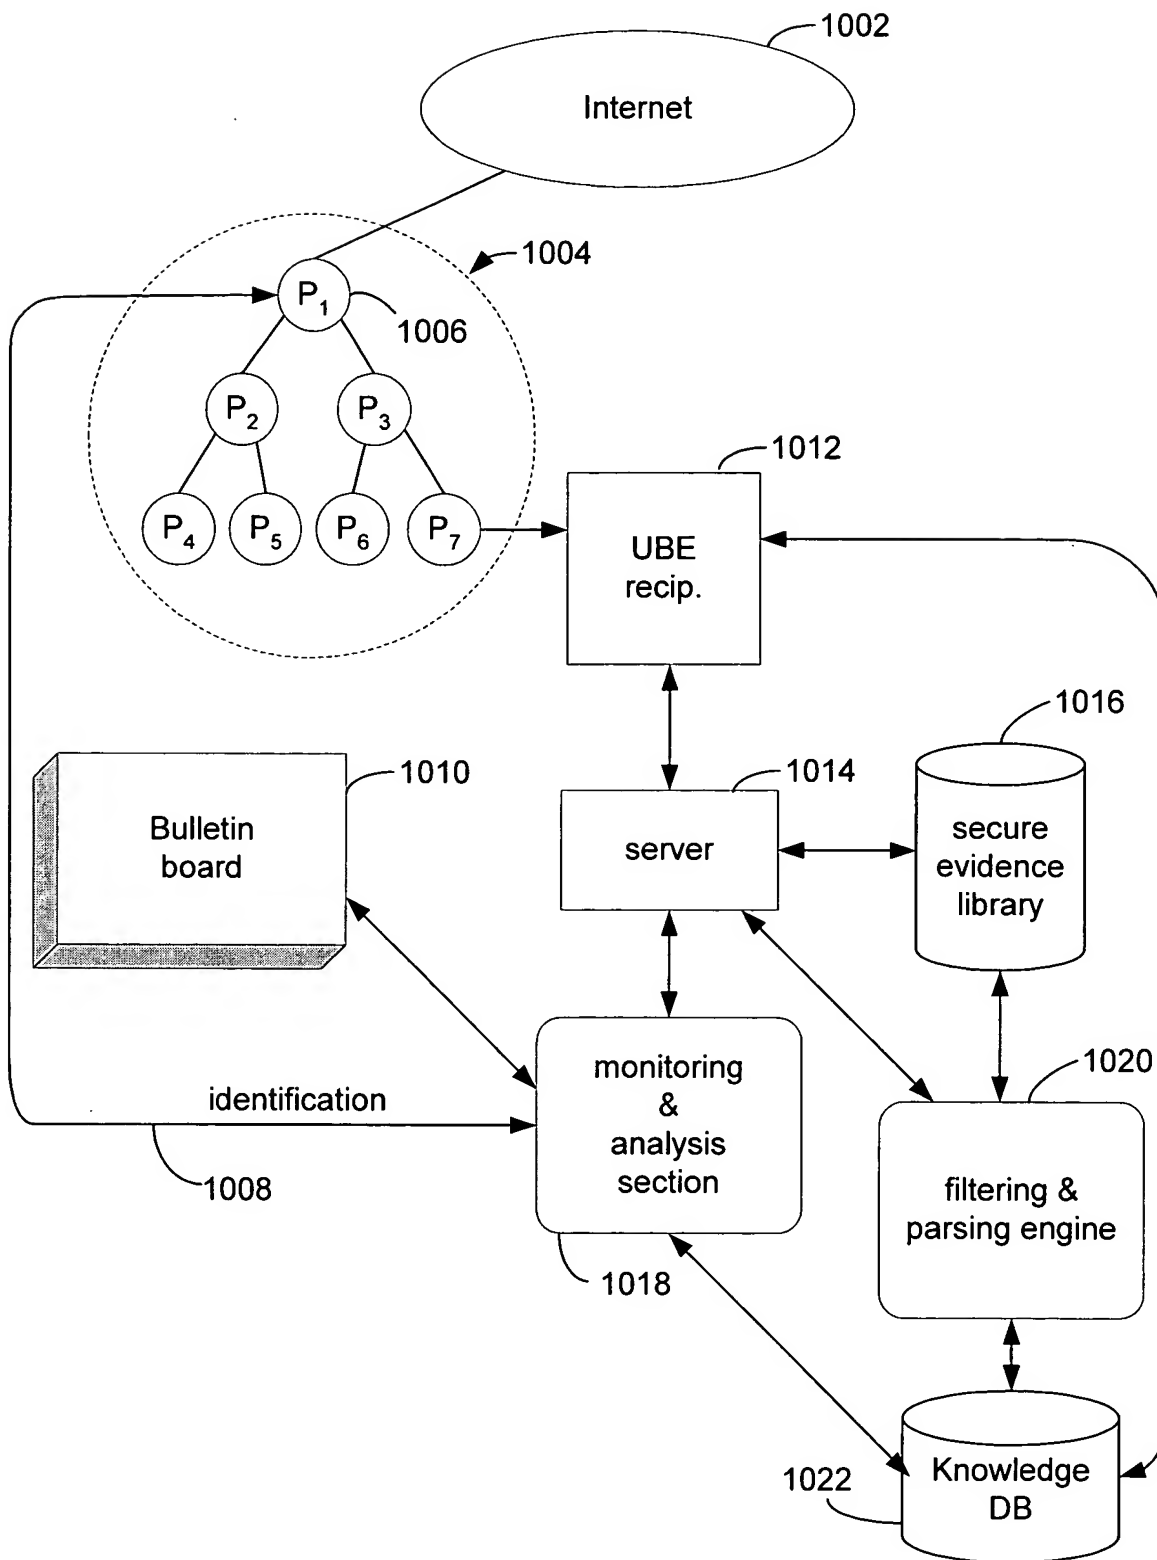 1002
Internet
1004
P1
1006
P2
P3
P4
P5
P6
P7
1012
UBE
recip.
1016
1010
1014
Bulletin
board
server
secure
evidence
library
1020
monitoring
&
analysis
section
identification
1008
filtering &
parsing engine
1018
1022
Knowledge
DB